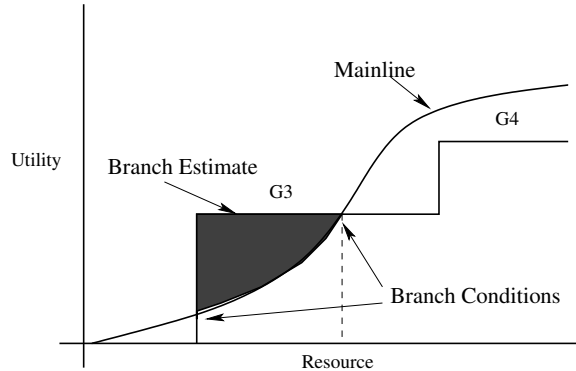 Mainline
G4
Utility
Branch Estimate
G3
Branch Conditions
Resource